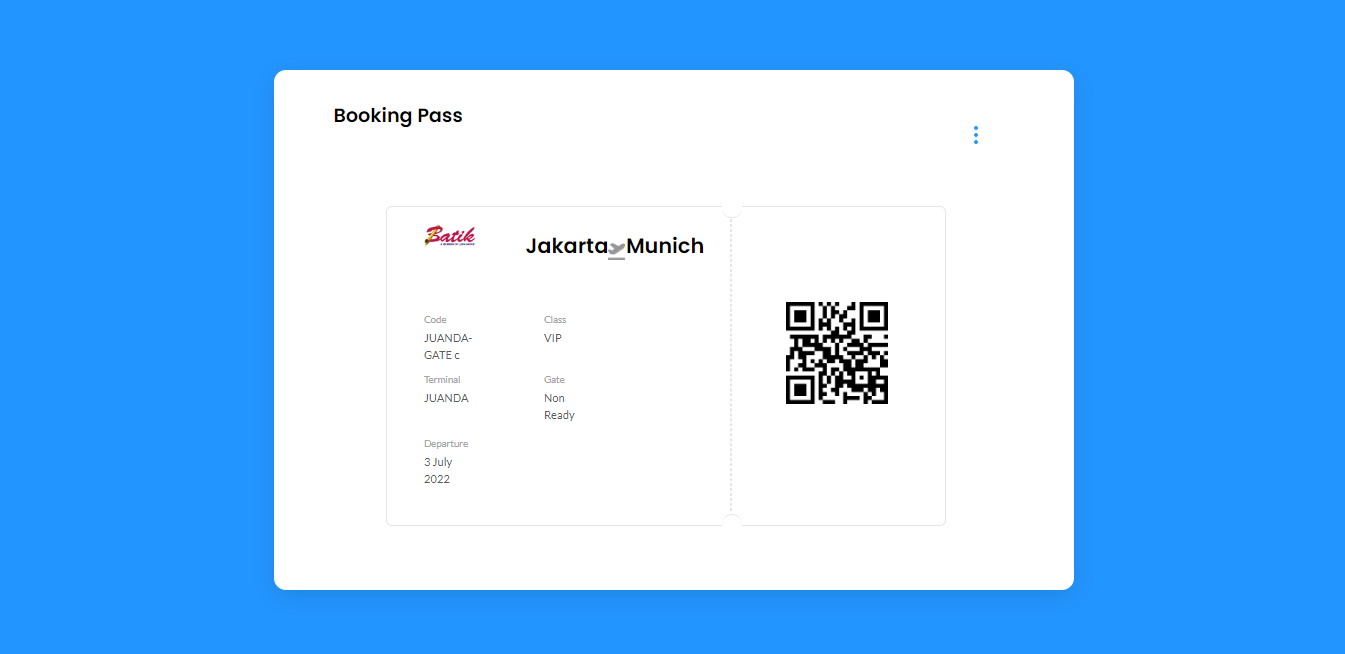 Booking Pass
Batik
Jakarta Munich
Code
JUANDA-
GATE c
Class
VIP
Terminal
JUANDA
Gate
Non
Ready
Departure
3 July
2022